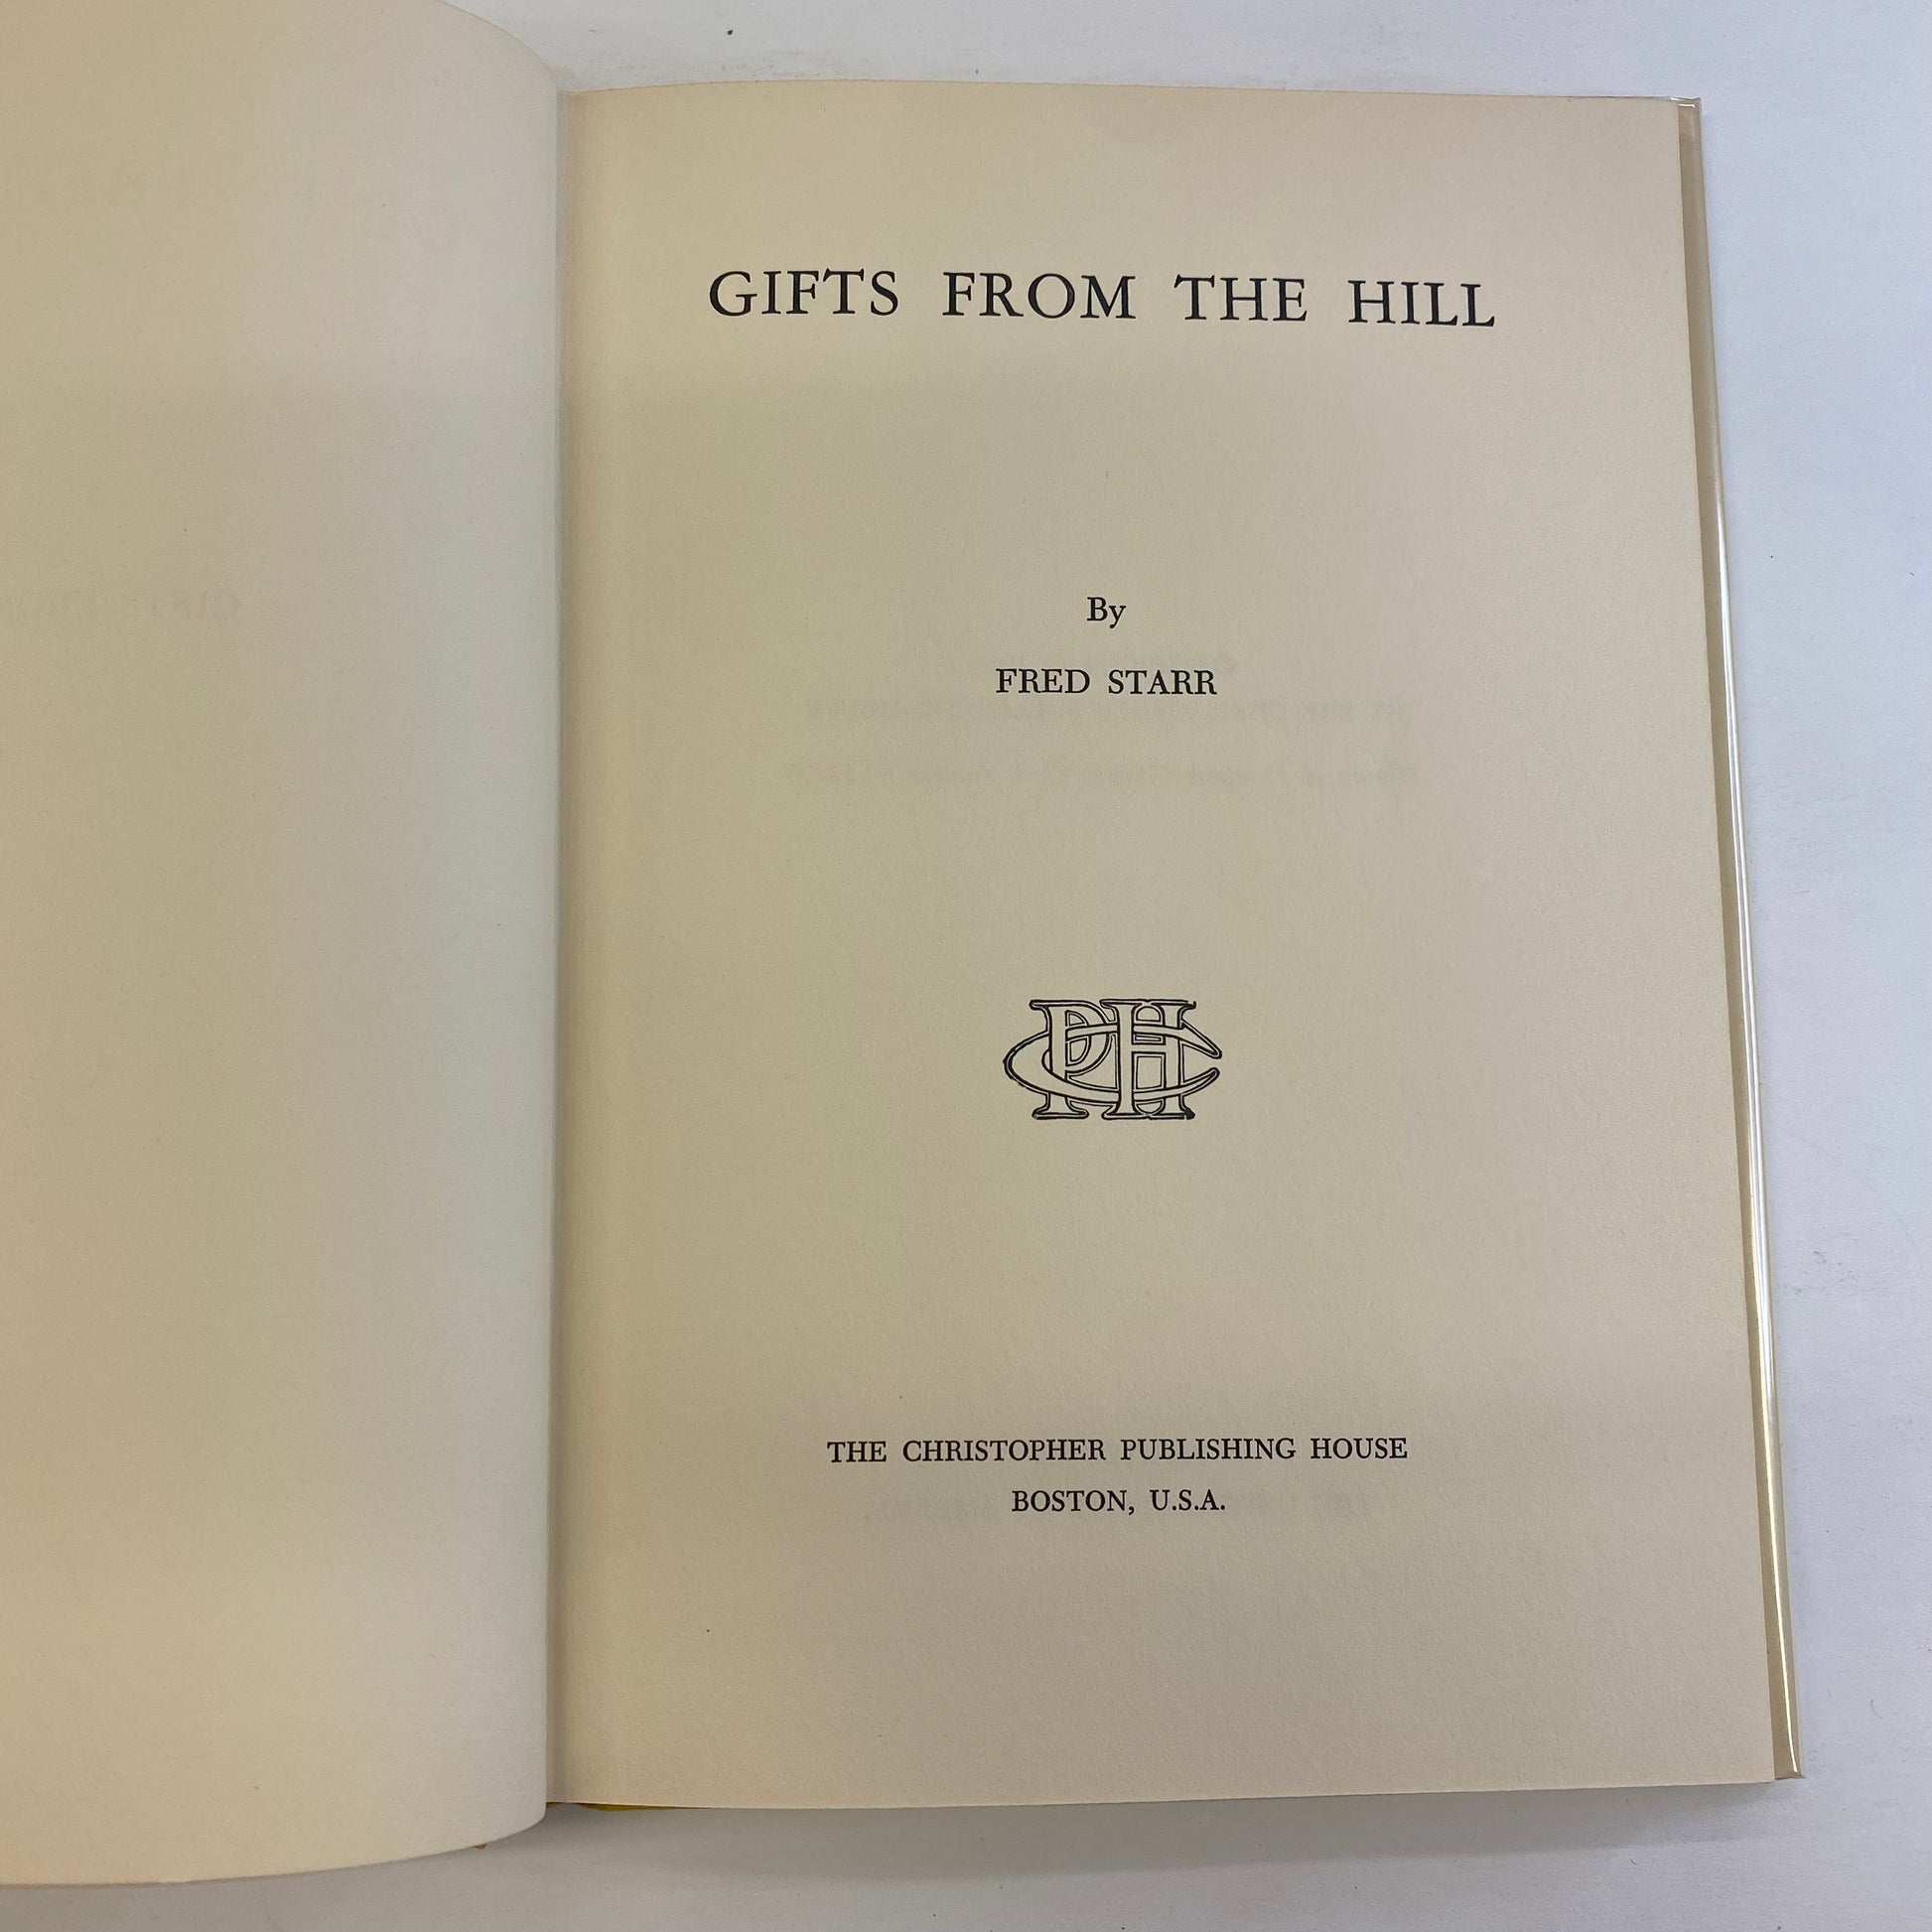 GIFTS FROM THE HILL
By
FRED STARR
CPH
THE CHRISTOPHER PUBLISHING HOUSE
BOSTON, U.S.A.